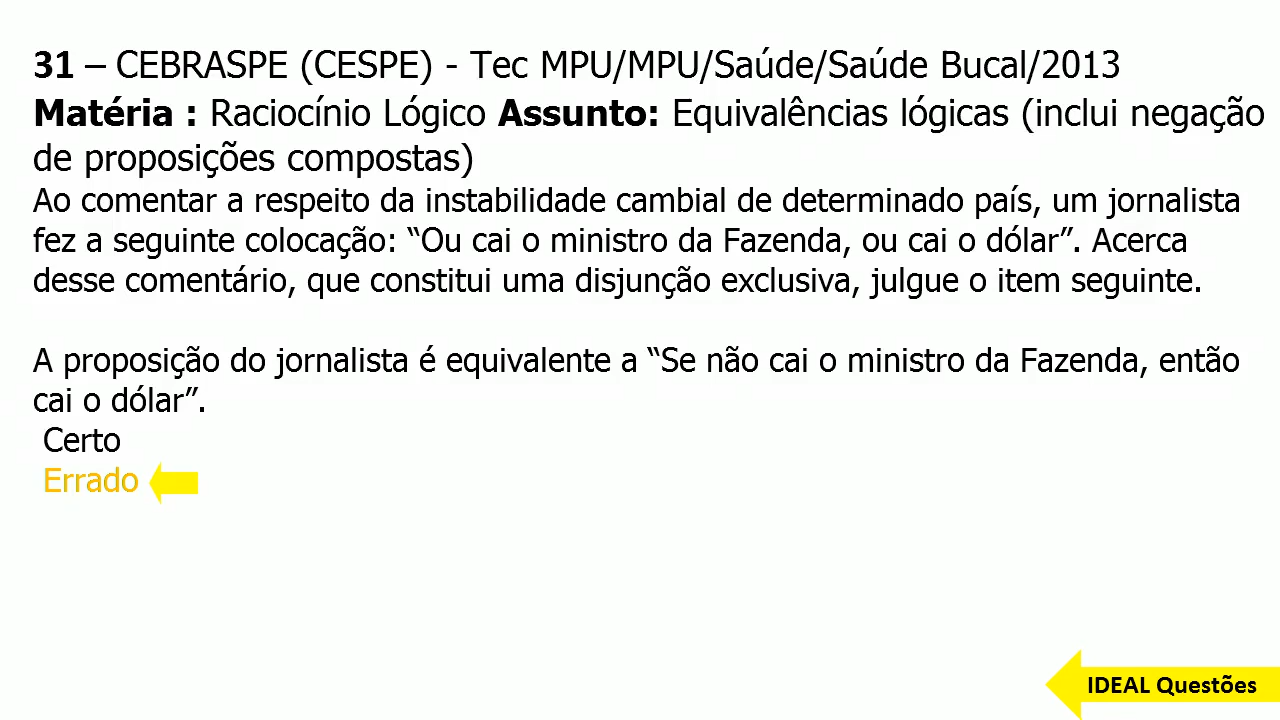 31 – CEBRASPE (CESPE) - Tec MPU/MPU/Saúde/Saúde Bucal/2013
Matéria : Raciocínio Lógico Assunto: Equivalências lógicas (inclui negação
de proposições compostas)
Ao comentar a respeito da instabilidade cambial de determinado país, um jornalista
fez a seguinte colocação: “Ou cai o ministro da Fazenda, ou cai o dólar”. Acerca
desse comentário, que constitui uma disjunção exclusiva, julgue o item seguinte.
A proposição do jornalista é equivalente a “Se não cai o ministro da Fazenda, então
cai o dólar”.
Certo
Errado
IDEAL Questões